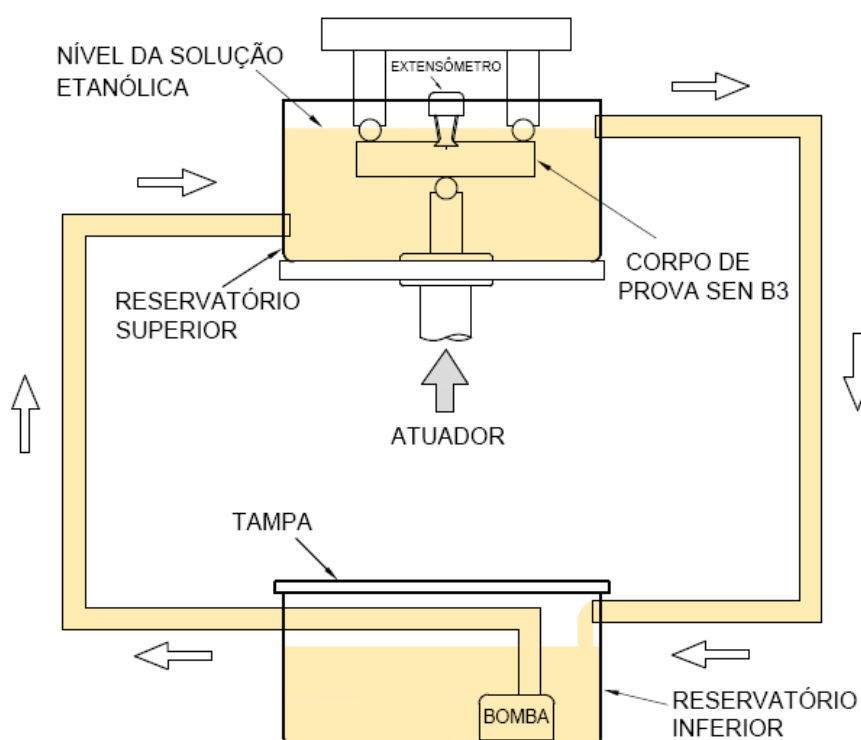 NÍVEL DA SOLUÇÃO
ETANÓLICA
EXTENSÔMETRO
CORPO DE
PROVA SEN B3
RESERVATÓRIO
SUPERIOR
ATUADOR
TAMPA
BOMBA
RESERVATÓRIO
INFERIOR